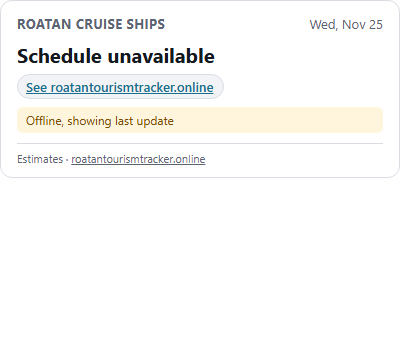 ROATAN CRUISE SHIPS Wed, Nov 25
Schedule unavailable
See roatantourismtracker.online
Offline, showing last update
Estimates · roatantourismtracker.online